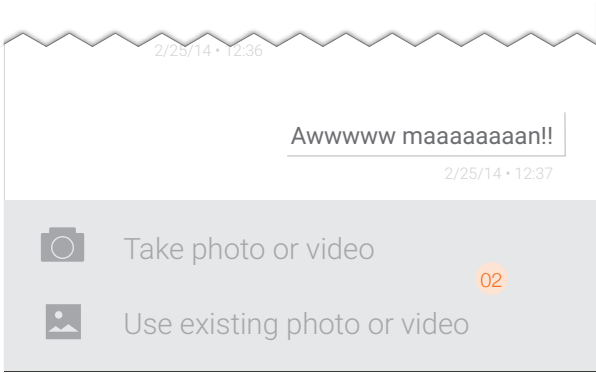 2/25/14 • 12:36
Awwwww maaaaaaaan!!
2/25/14 • 12:37
Take photo or video
02
Use existing photo or video